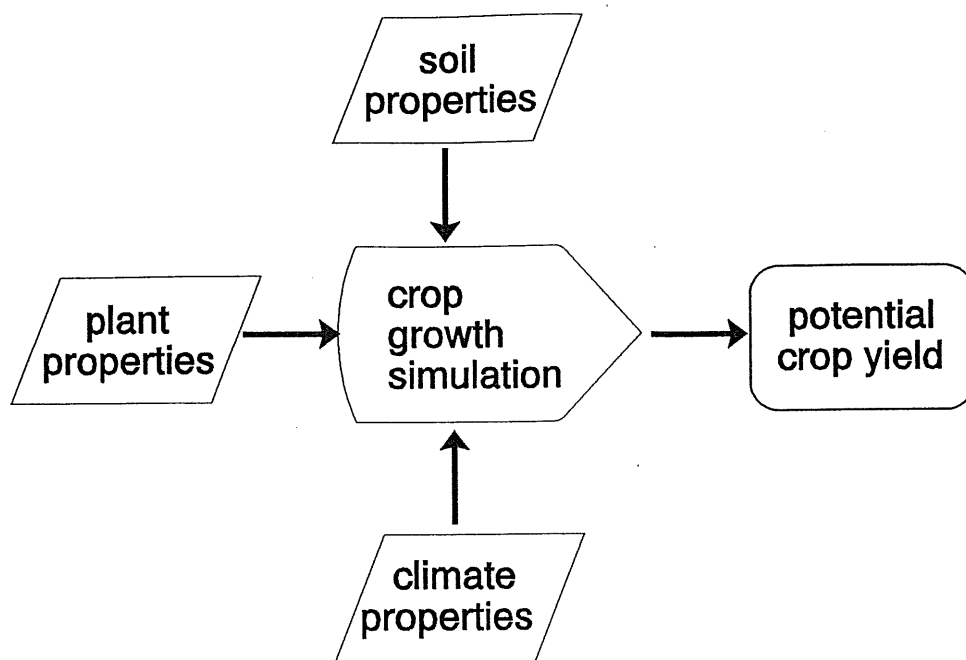 soil
properties
plant
properties
crop
growth
simulation
potential
crop yield
climate
properties